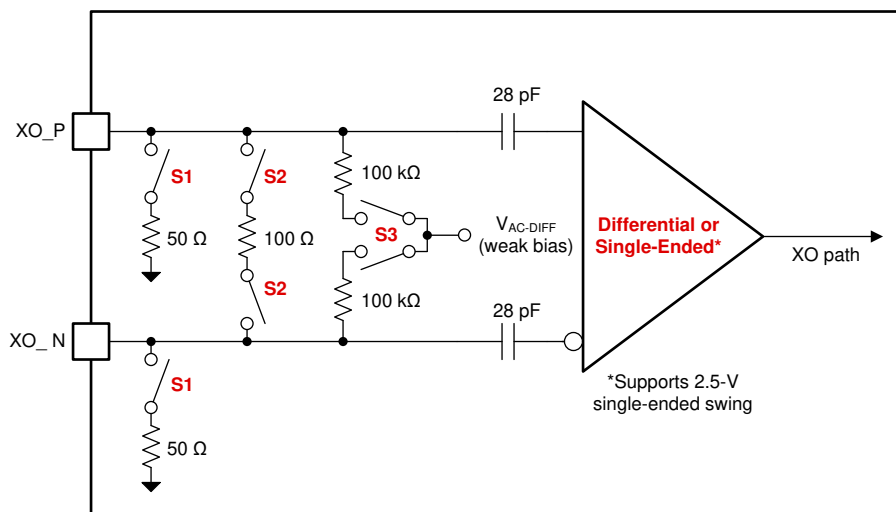 28 pF
XO_P
S1
S2
100 kΩ
50 Ω
100 Ω
S3
V_AC-DIFF
(weak bias)
Differential or
Single-Ended*
XO path
S2
100 kΩ
28 pF
XO_ N
S1
*Supports 2.5-V
single-ended swing
50 Ω